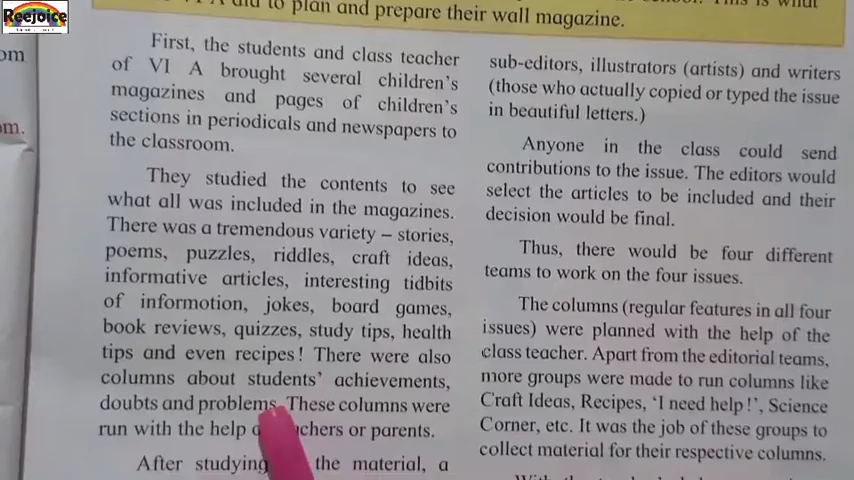 Reejoice
VI A did to plan and prepare their wall magazine.
This is what
om
m.
First, the students and class teacher
of VI A brought several children's
magazines and pages of children's
sections in periodicals and newspapers to
the classroom.
They studied the contents to see
what all was included in the magazines.
There was a tremendous variety – stories,
poems, puzzles, riddles, craft ideas,
informative articles, interesting tidbits
of informotion, jokes, board games,
book reviews, quizzes, study tips, health
tips and even recipes! There were also
columns about students' achievements,
doubts and problems. These columns were
run with the help or parents.
After studying the material, a
sub-editors, illustrators (artists) and writers
(those who actually copied or typed the issue
in beautiful letters.)
Anyone in the class could send
contributions to the issue. The editors would
select the articles to be included and their
decision would be final.
Thus, there would be four different
teams to work on the four issues.
The columns (regular features in all four
issues) were planned with the help of the
class teacher. Apart from the editorial teams,
more groups were made to run columns like
Craft Ideas, Recipes, 'I need help!', Science
Corner, etc. It was the job of these groups to
collect material for their respective columns.